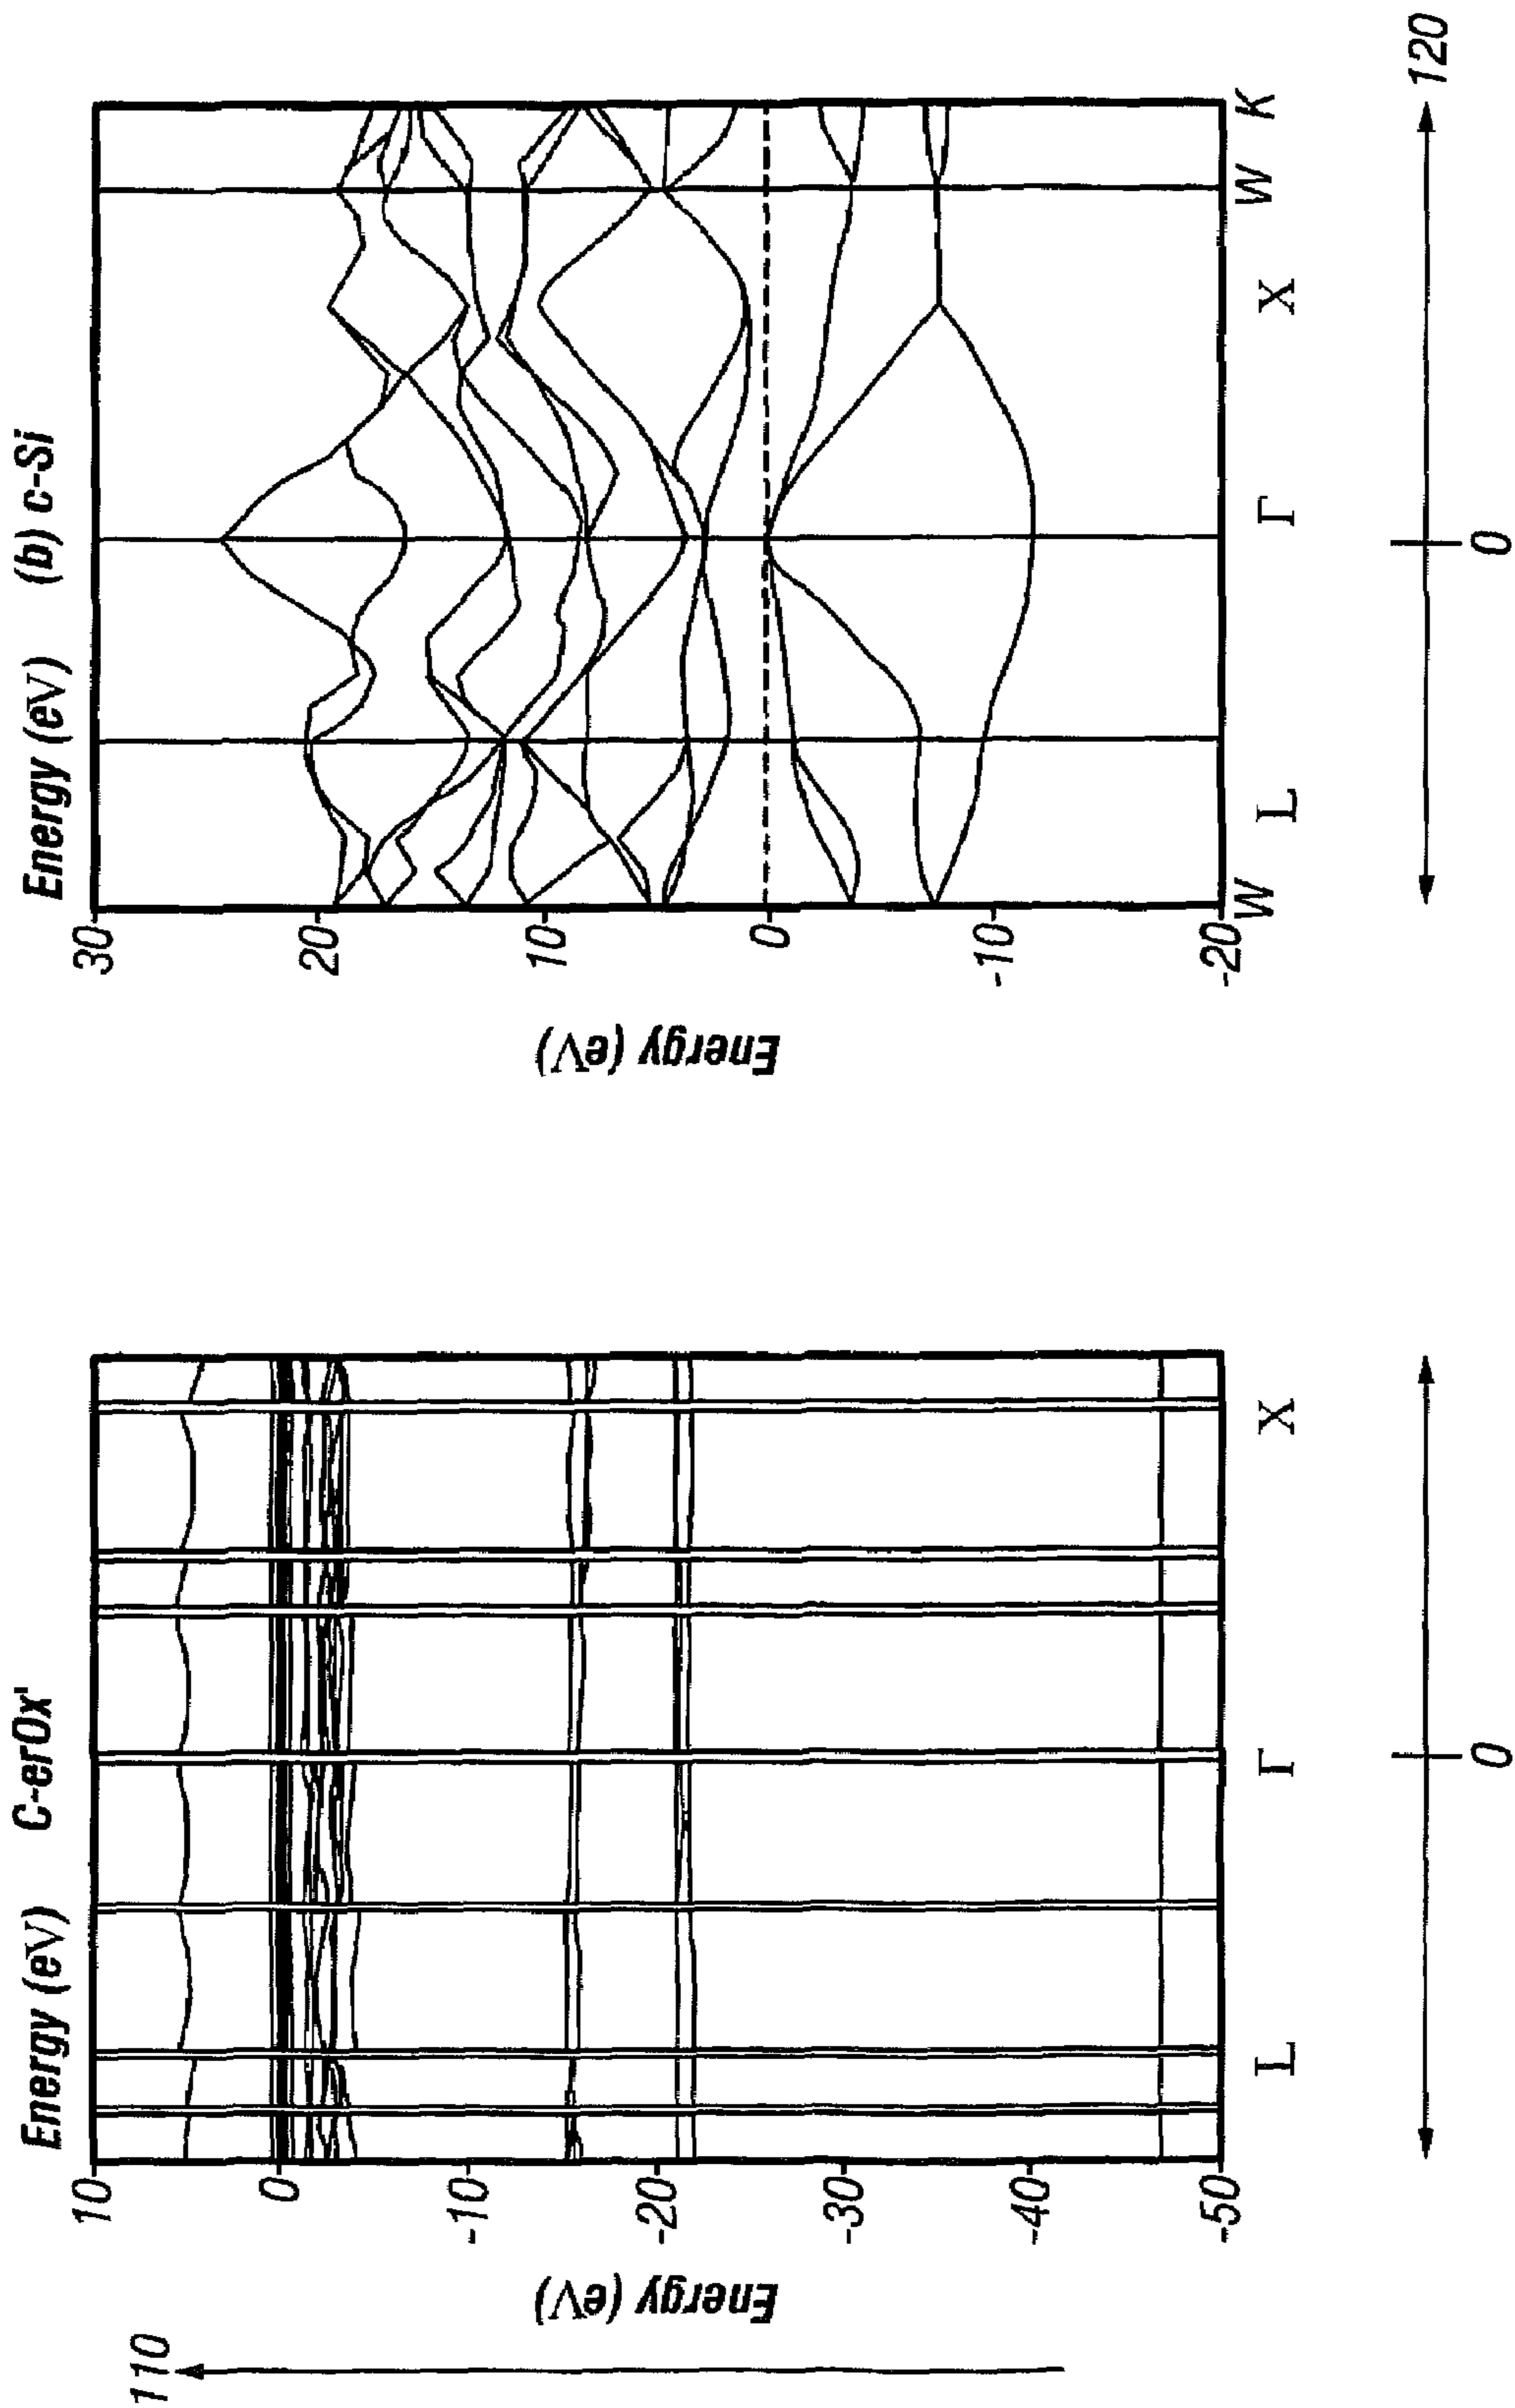 Energy (eV) C-erOx'
10
0
-10
-20
-30
-40
-50
Energy (eV)
110
L Γ X
0
Energy (eV) (b) c-Si
30
20
10
0
-10
-20
Energy (eV)
W L Γ X W K
0
120